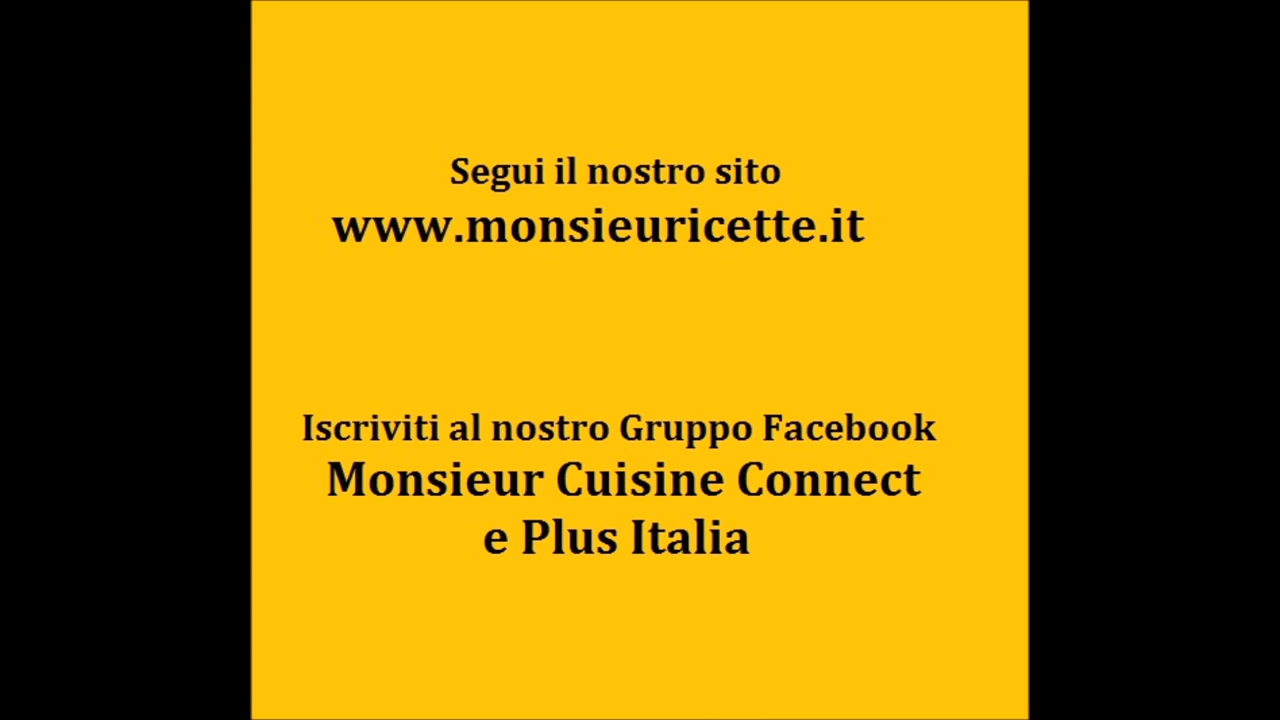 Segui il nostro sito
www.monsieuricette.it
Iscriviti al nostro Gruppo Facebook
Monsieur Cuisine Connect
e Plus Italia